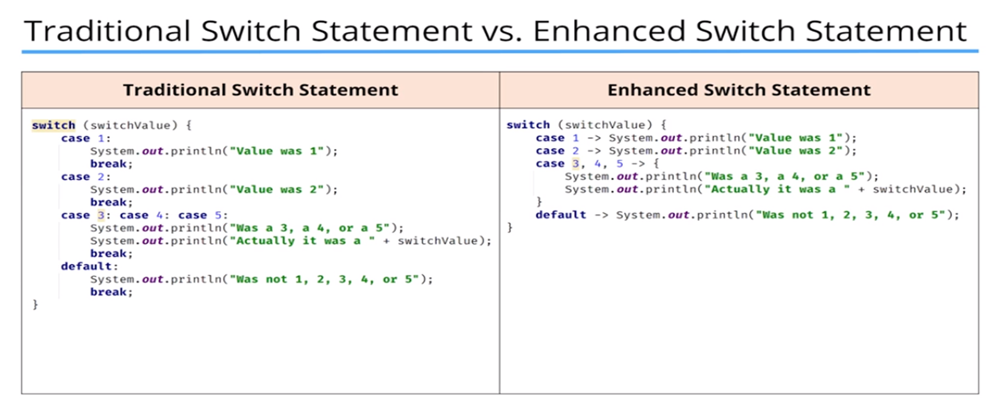 Traditional Switch Statement vs. Enhanced Switch Statement
Traditional Switch Statement
switch (switchValue) {
    case 1:
        System.out.println("Value was 1");
        break;
    case 2:
        System.out.println("Value was 2");
        break;
    case 3: case 4: case 5:
        System.out.println("Was a 3, a 4, or a 5");
        System.out.println("Actually it was a " + switchValue);
        break;
    default:
        System.out.println("Was not 1, 2, 3, 4, or 5");
        break;
}
Enhanced Switch Statement
switch (switchValue) {
    case 1 -> System.out.println("Value was 1");
    case 2 -> System.out.println("Value was 2");
    case 3, 4, 5 -> {
        System.out.println("Was a 3, a 4, or a 5");
        System.out.println("Actually it was a " + switchValue);
    }
    default -> System.out.println("Was not 1, 2, 3, 4, or 5");
}